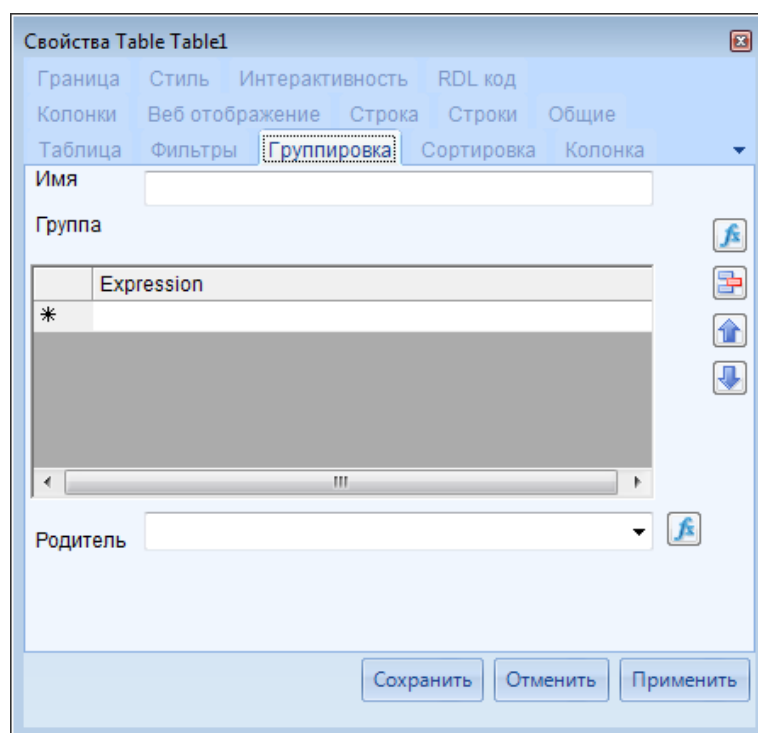 Свойства Table Table1
Граница Стиль Интерактивность RDL код
Колонки Веб отображение Строка Строки Общие
Таблица Фильтры Группировка Сортировка Колонка
Имя
Группа
Expression
Родитель
Сохранить Отменить Применить